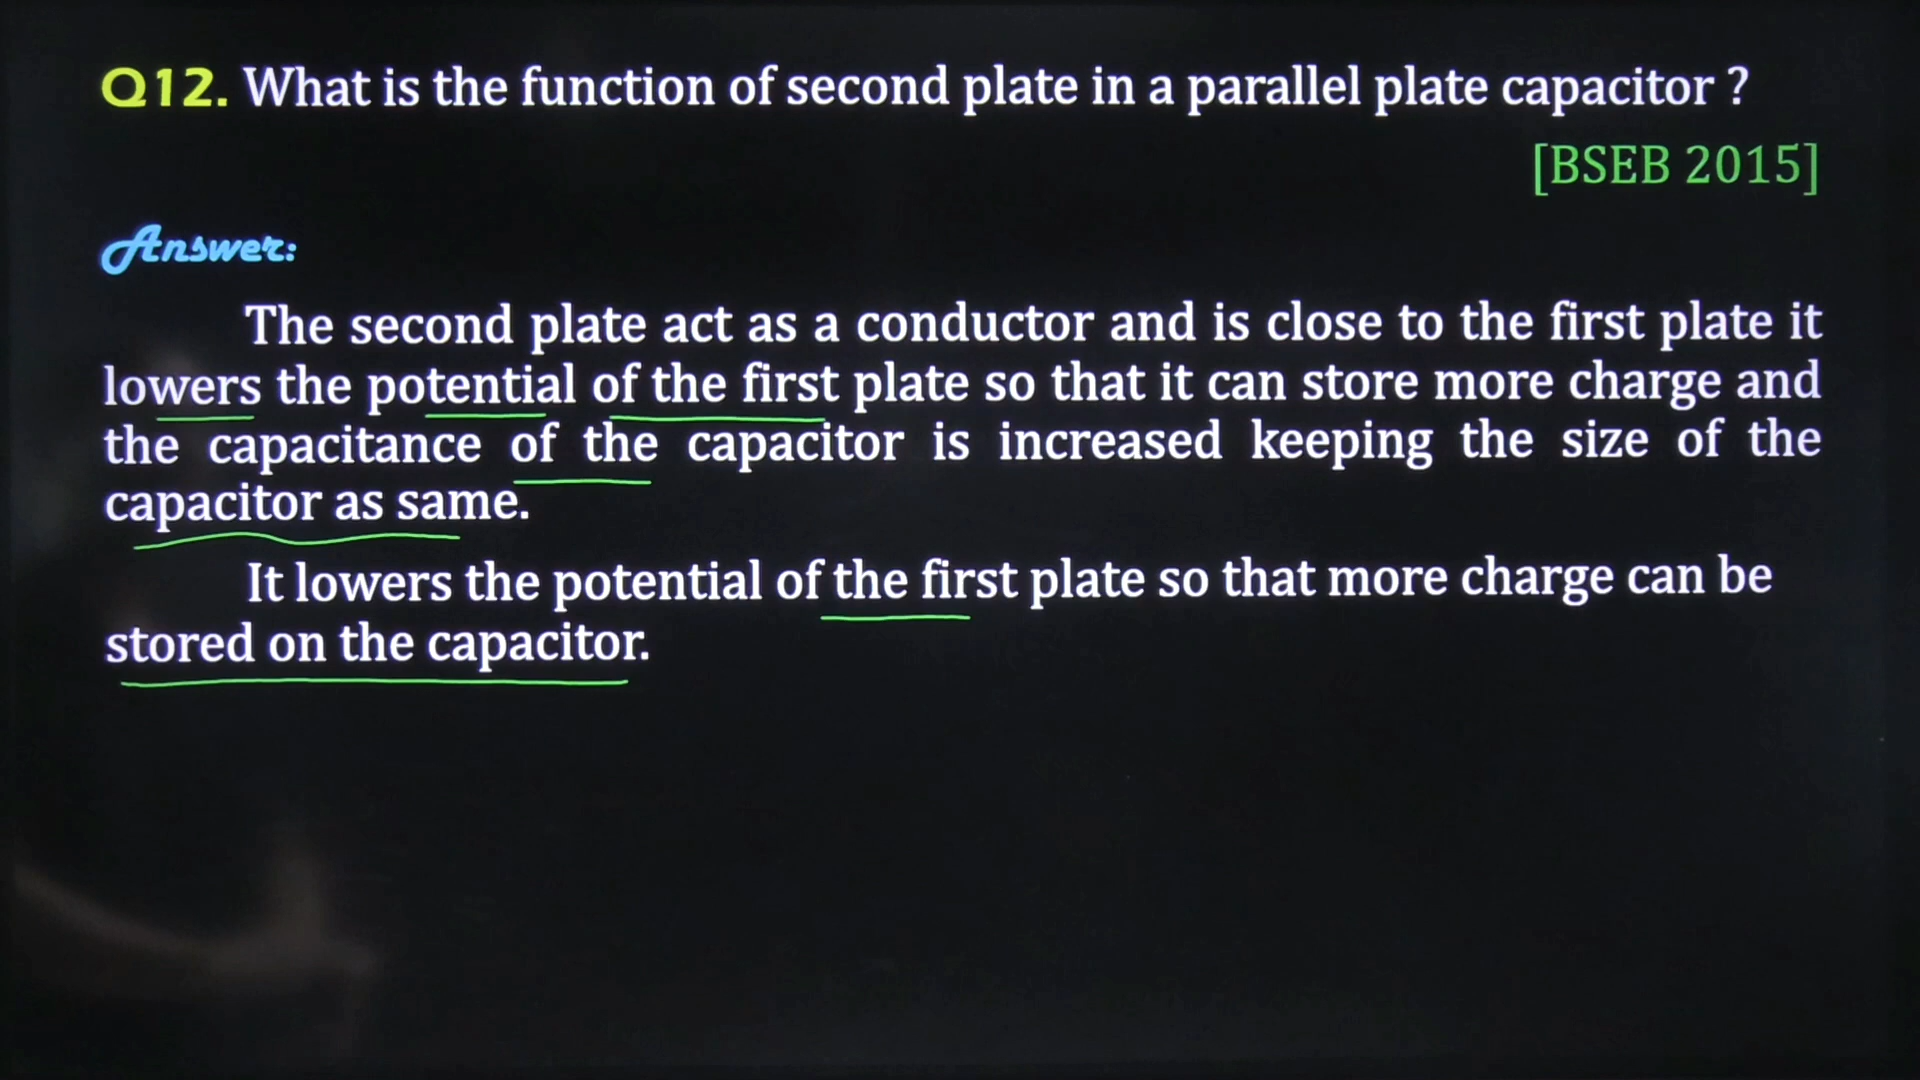 Q12. What is the function of second plate in a parallel plate capacitor ?
[BSEB 2015]
Answer:
The second plate act as a conductor and is close to the first plate it
lowers the potential of the first plate so that it can store more charge and
the capacitance of the capacitor is increased keeping the size of the
capacitor as same.
It lowers the potential of the first plate so that more charge can be
stored on the capacitor.